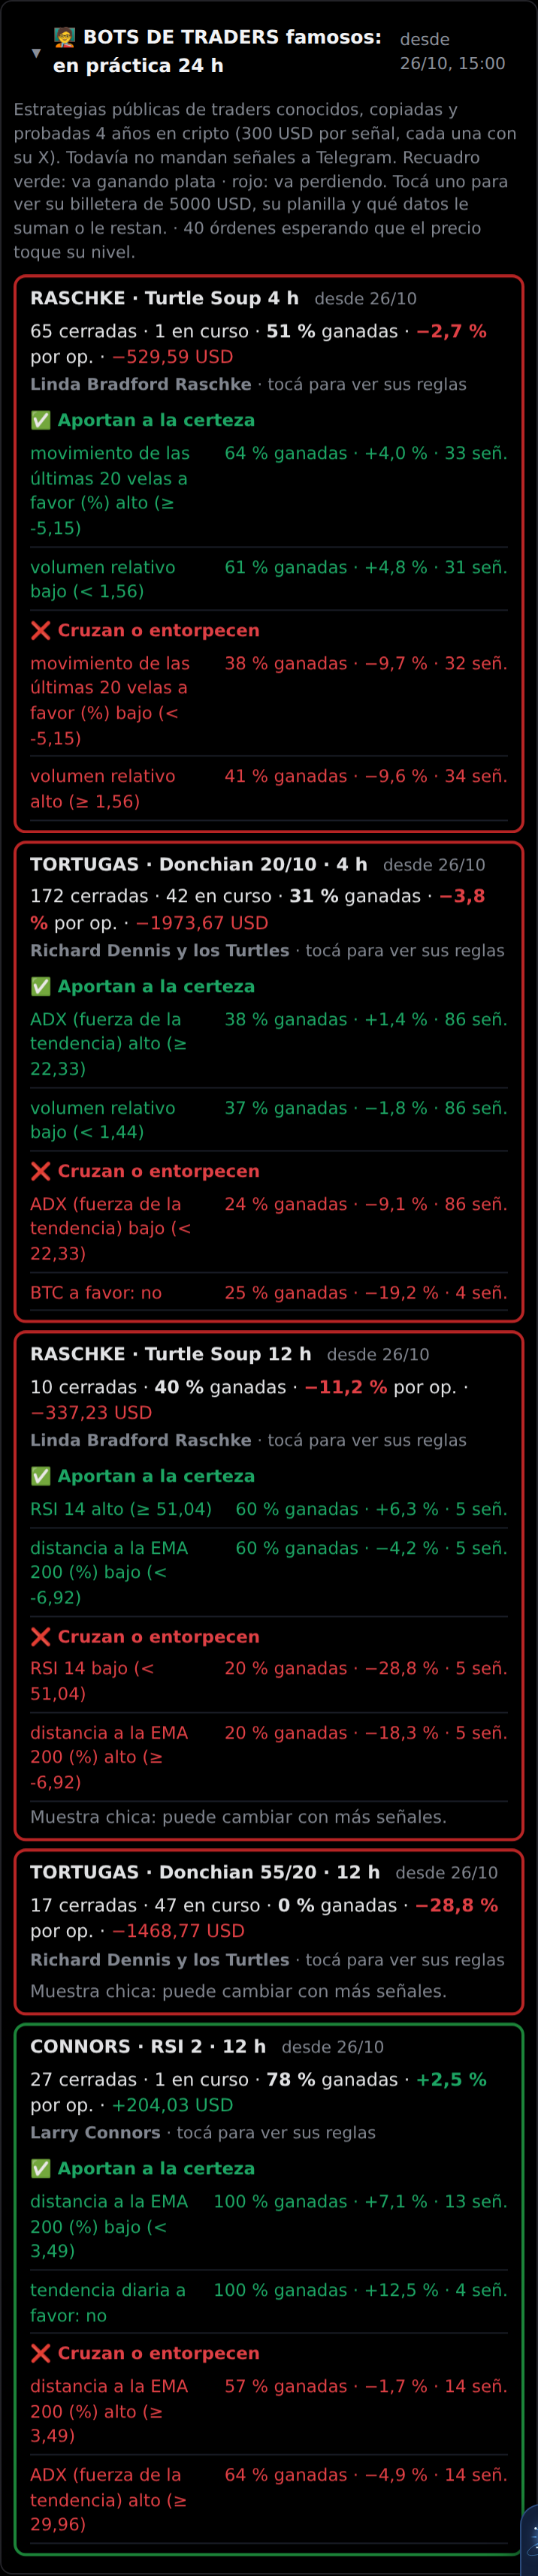 ▼ 🧑‍🏫 BOTS DE TRADERS famosos: desde
en práctica 24 h 26/10, 15:00
Estrategias públicas de traders conocidos, copiadas y
probadas 4 años en cripto (300 USD por señal, cada una con
su X). Todavía no mandan señales a Telegram. Recuadro
verde: va ganando plata · rojo: va perdiendo. Tocá uno para
ver su billetera de 5000 USD, su planilla y qué datos le
suman o le restan. · 40 órdenes esperando que el precio
toque su nivel.
RASCHKE · Turtle Soup 4 h desde 26/10
65 cerradas · 1 en curso · 51 % ganadas · −2,7 %
por op. · −529,59 USD
Linda Bradford Raschke · tocá para ver sus reglas
✅ Aportan a la certeza
movimiento de las 64 % ganadas · +4,0 % · 33 señ.
últimas 20 velas a
favor (%) alto (≥
-5,15)
volumen relativo 61 % ganadas · +4,8 % · 31 señ.
bajo (< 1,56)
❌ Cruzan o entorpecen
movimiento de las 38 % ganadas · −9,7 % · 32 señ.
últimas 20 velas a
favor (%) bajo (<
-5,15)
volumen relativo 41 % ganadas · −9,6 % · 34 señ.
alto (≥ 1,56)
TORTUGAS · Donchian 20/10 · 4 h desde 26/10
172 cerradas · 42 en curso · 31 % ganadas · −3,8
% por op. · −1973,67 USD
Richard Dennis y los Turtles · tocá para ver sus reglas
✅ Aportan a la certeza
ADX (fuerza de la 38 % ganadas · +1,4 % · 86 señ.
tendencia) alto (≥
22,33)
volumen relativo 37 % ganadas · −1,8 % · 86 señ.
bajo (< 1,44)
❌ Cruzan o entorpecen
ADX (fuerza de la 24 % ganadas · −9,1 % · 86 señ.
tendencia) bajo (<
22,33)
BTC a favor: no 25 % ganadas · −19,2 % · 4 señ.
RASCHKE · Turtle Soup 12 h desde 26/10
10 cerradas · 40 % ganadas · −11,2 % por op. ·
−337,23 USD
Linda Bradford Raschke · tocá para ver sus reglas
✅ Aportan a la certeza
RSI 14 alto (≥ 51,04) 60 % ganadas · +6,3 % · 5 señ.
distancia a la EMA 60 % ganadas · −4,2 % · 5 señ.
200 (%) bajo (<
-6,92)
❌ Cruzan o entorpecen
RSI 14 bajo (< 20 % ganadas · −28,8 % · 5 señ.
51,04)
distancia a la EMA 20 % ganadas · −18,3 % · 5 señ.
200 (%) alto (≥
-6,92)
Muestra chica: puede cambiar con más señales.
TORTUGAS · Donchian 55/20 · 12 h desde 26/10
17 cerradas · 47 en curso · 0 % ganadas · −28,8 %
por op. · −1468,77 USD
Richard Dennis y los Turtles · tocá para ver sus reglas
Muestra chica: puede cambiar con más señales.
CONNORS · RSI 2 · 12 h desde 26/10
27 cerradas · 1 en curso · 78 % ganadas · +2,5 %
por op. · +204,03 USD
Larry Connors · tocá para ver sus reglas
✅ Aportan a la certeza
distancia a la EMA 100 % ganadas · +7,1 % · 13 señ.
200 (%) bajo (<
3,49)
tendencia diaria a 100 % ganadas · +12,5 % · 4 señ.
favor: no
❌ Cruzan o entorpecen
distancia a la EMA 57 % ganadas · −1,7 % · 14 señ.
200 (%) alto (≥
3,49)
ADX (fuerza de la 64 % ganadas · −4,9 % · 14 señ.
tendencia) alto (≥
29,96)